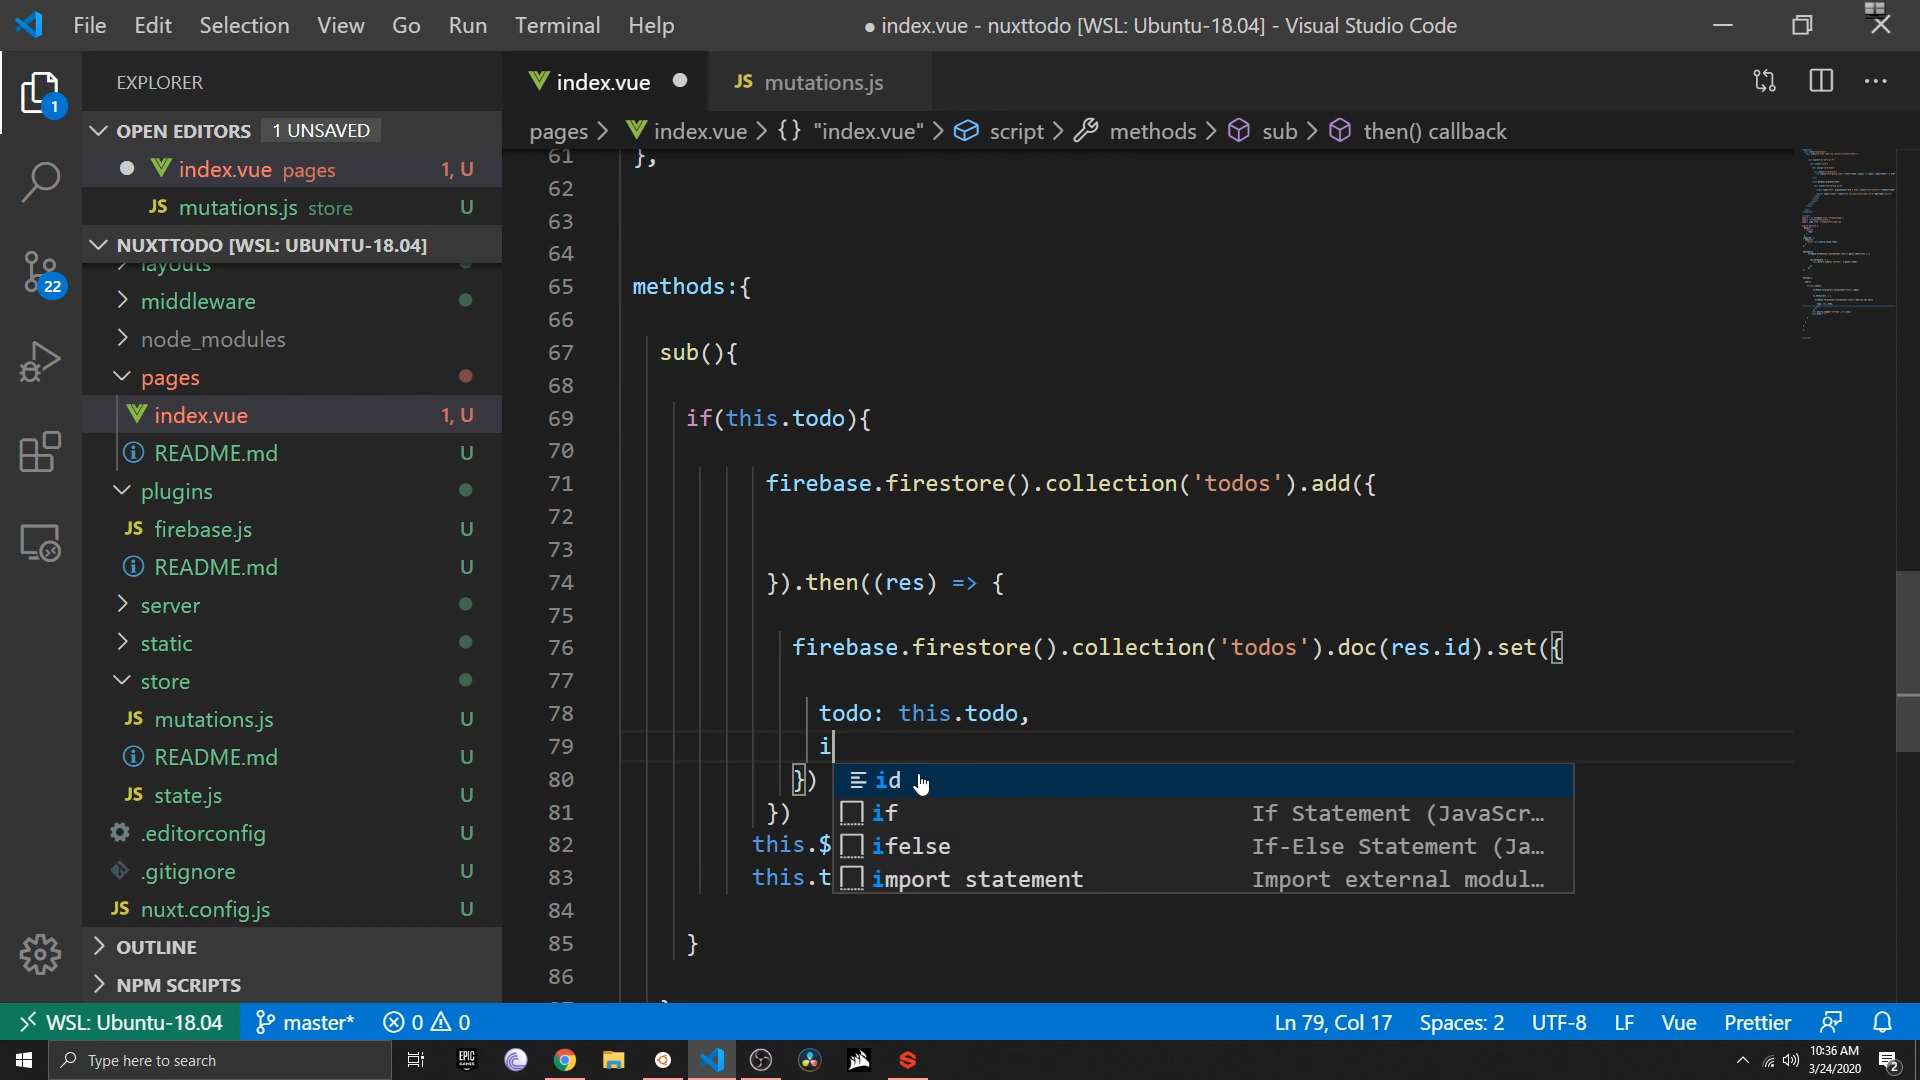 File Edit Selection View Go Run Terminal Help
● index.vue - nuxttodo [WSL: Ubuntu-18.04] - Visual Studio Code
EXPLORER
OPEN EDITORS 1 UNSAVED
index.vue pages 1, U
JS mutations.js store U
NUXTTODO [WSL: UBUNTU-18.04]
layouts
middleware
node_modules
pages
index.vue 1, U
README.md U
plugins
JS firebase.js U
README.md U
server
static
store
JS mutations.js U
README.md U
JS state.js U
.editorconfig U
.gitignore U
JS nuxt.config.js U
OUTLINE
NPM SCRIPTS
1
22
index.vue
JS mutations.js
pages > index.vue > {} "index.vue" > script > methods > sub > then() callback
61 },
62
63
64
65 methods:{
66
67 sub(){
68
69 if(this.todo){
70
71 firebase.firestore().collection('todos').add({
72
73
74 }).then((res) => {
75
76 firebase.firestore().collection('todos').doc(res.id).set({
77
78 todo: this.todo,
79 i
80 })
81 })
82 this.$
83 this.t
84
85 }
86
id
if If Statement (JavaScr…
ifelse If-Else Statement (Ja…
import statement Import external modul…
WSL: Ubuntu-18.04 master* 0 0
Ln 79, Col 17 Spaces: 2 UTF-8 LF Vue Prettier
Type here to search
EPIC GAMES
10:36 AM
3/24/2020
2